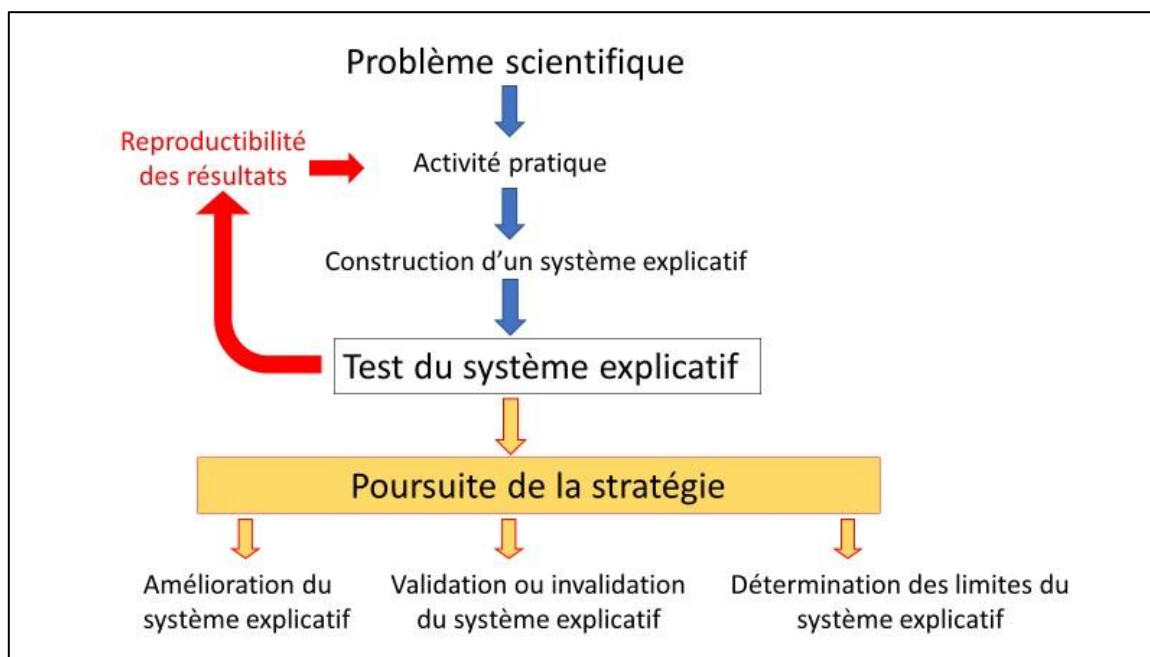 Problème scientifique
Reproductibilité
des résultats
Activité pratique
Construction d’un système explicatif
Test du système explicatif
Poursuite de la stratégie
Amélioration du
système explicatif
Validation ou invalidation
du système explicatif
Détermination des limites du
système explicatif